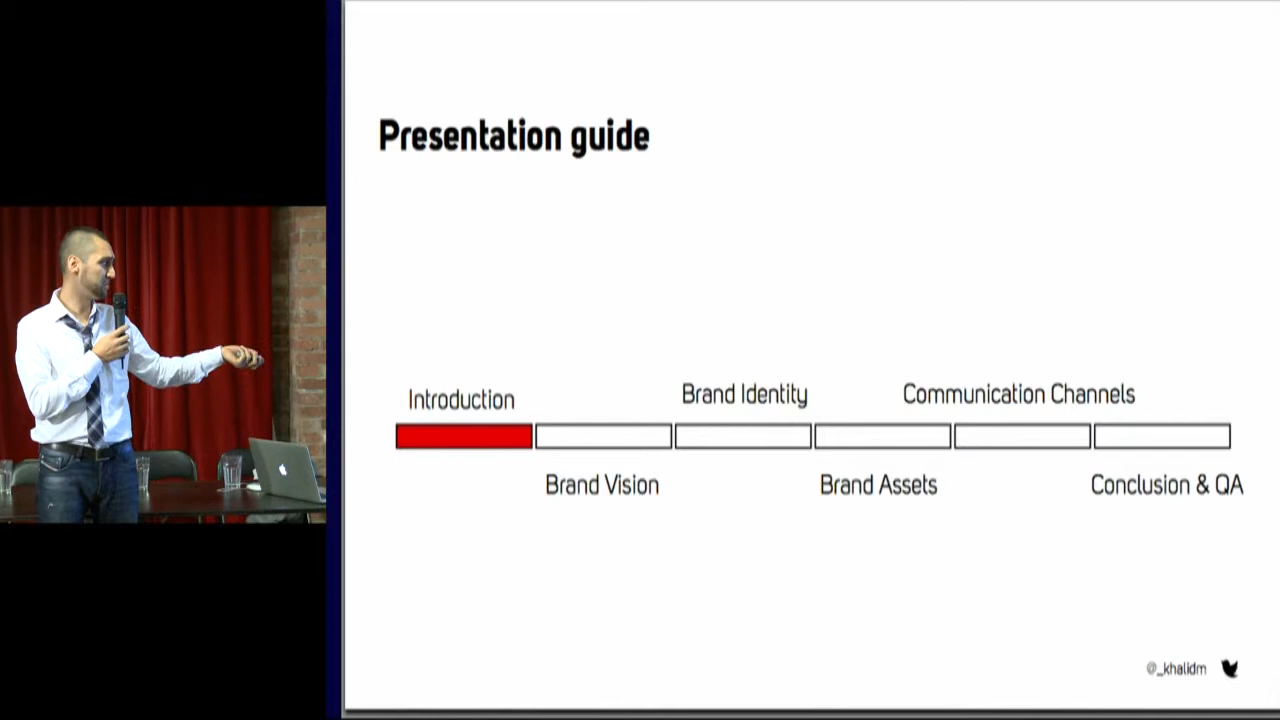 Presentation guide
Introduction
Brand Identity
Communication Channels
Brand Vision
Brand Assets
Conclusion & QA
@_khalidm